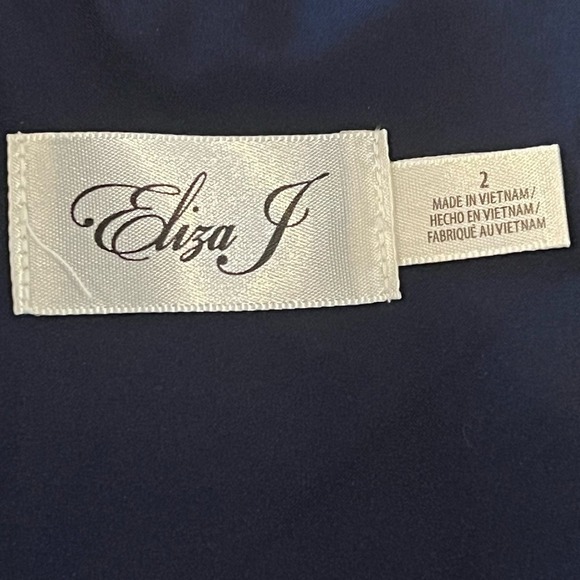 Eliza J
2
MADE IN VIETNAM/
HECHO EN VIETNAM/
FABRIQUÉ AU VIETNAM